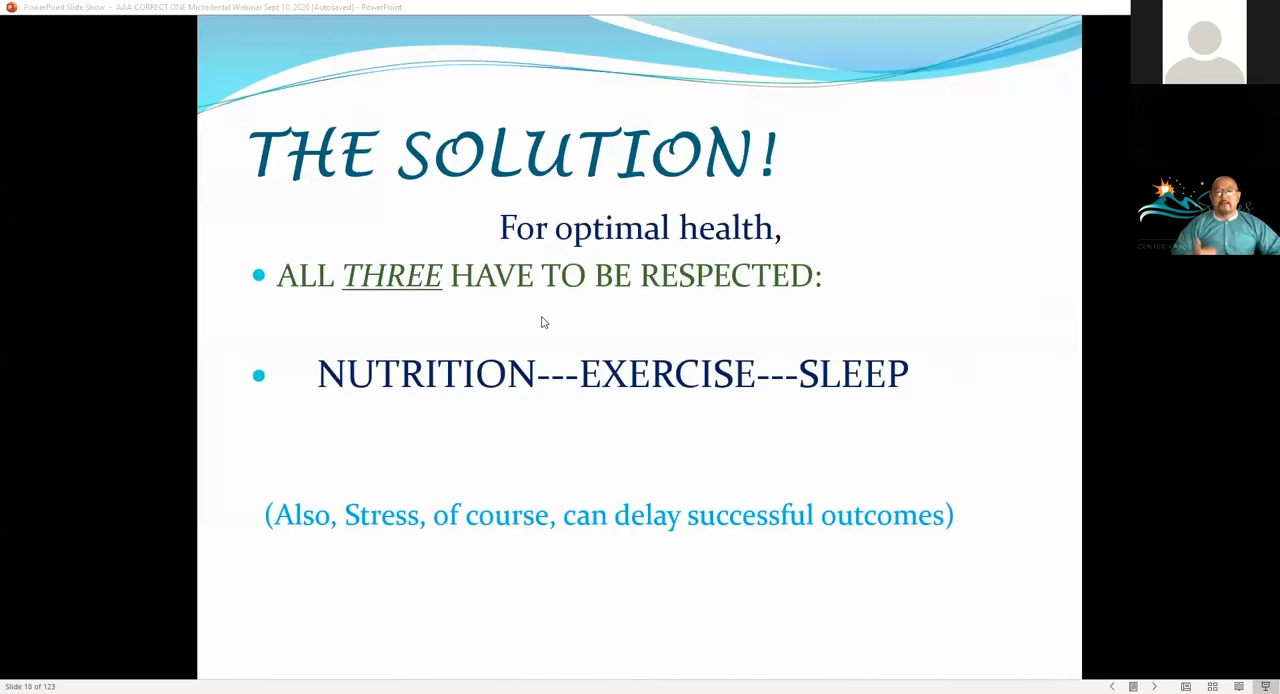 PowerPoint Slide Show - AAA CORRECT ONE Microdental Webinar Sept 10, 2020 [Autosaved] - PowerPoint
THE SOLUTION!
For optimal health,
ALL THREE HAVE TO BE RESPECTED:
NUTRITION---EXERCISE---SLEEP
(Also, Stress, of course, can delay successful outcomes)
CENTER
Slide 18 of 123